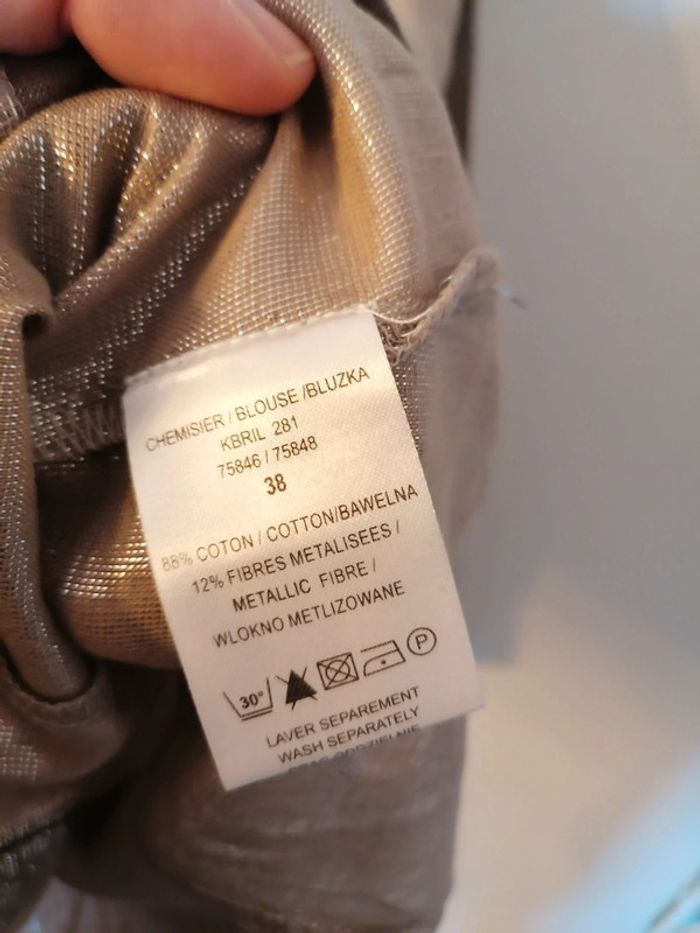 CHEMISIER / BLOUSE /BLUZKA
KBRIL 281
75846 / 75848
38
88% COTON / COTTON/BAWELNA
12% FIBRES METALISEES /
METALLIC FIBRE /
WLOKNO METLIZOWANE
30° P
LAVER SEPAREMENT
WASH SEPARATELY